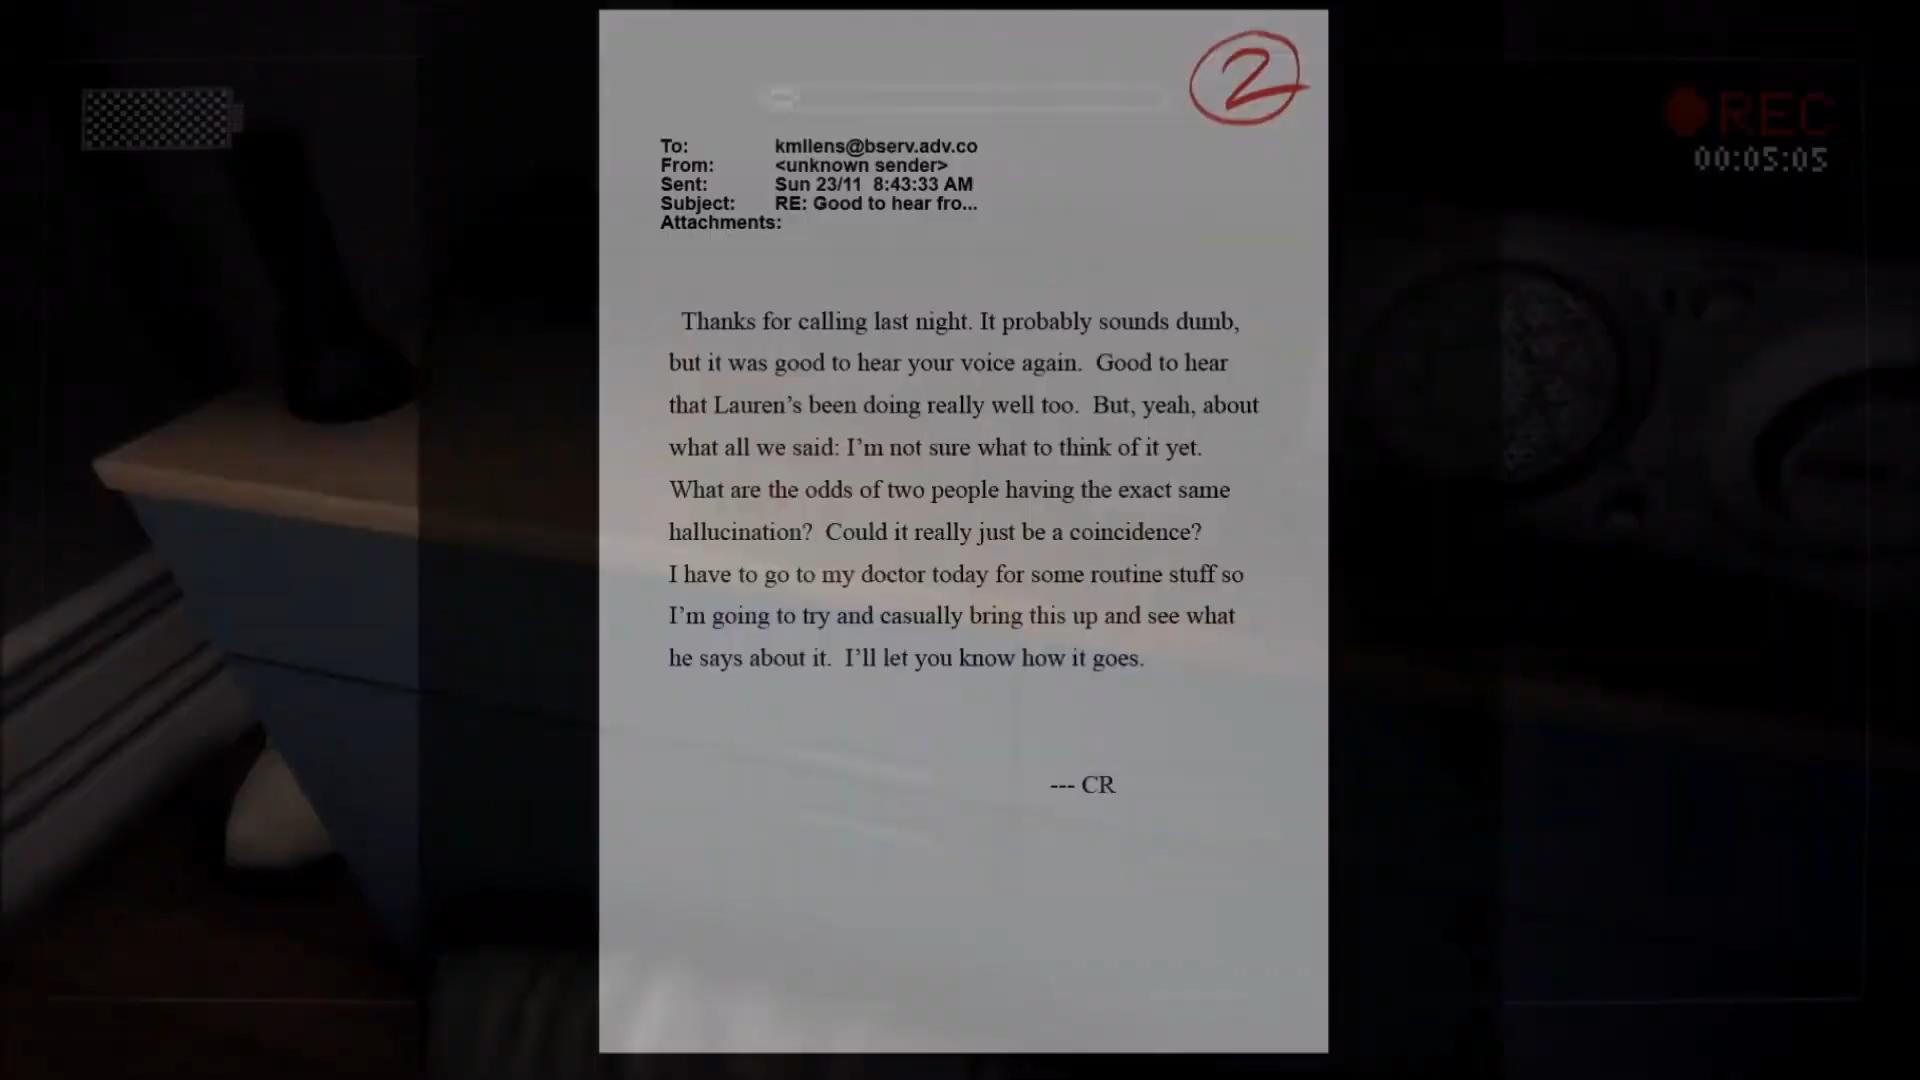 2
REC
00:05:05
To: kmllens@bserv.adv.co
From: <unknown sender>
Sent: Sun 23/11 8:43:33 AM
Subject: RE: Good to hear fro...
Attachments:
Thanks for calling last night. It probably sounds dumb,
but it was good to hear your voice again. Good to hear
that Lauren’s been doing really well too. But, yeah, about
what all we said: I’m not sure what to think of it yet.
What are the odds of two people having the exact same
hallucination? Could it really just be a coincidence?
I have to go to my doctor today for some routine stuff so
I’m going to try and casually bring this up and see what
he says about it. I’ll let you know how it goes.
--- CR